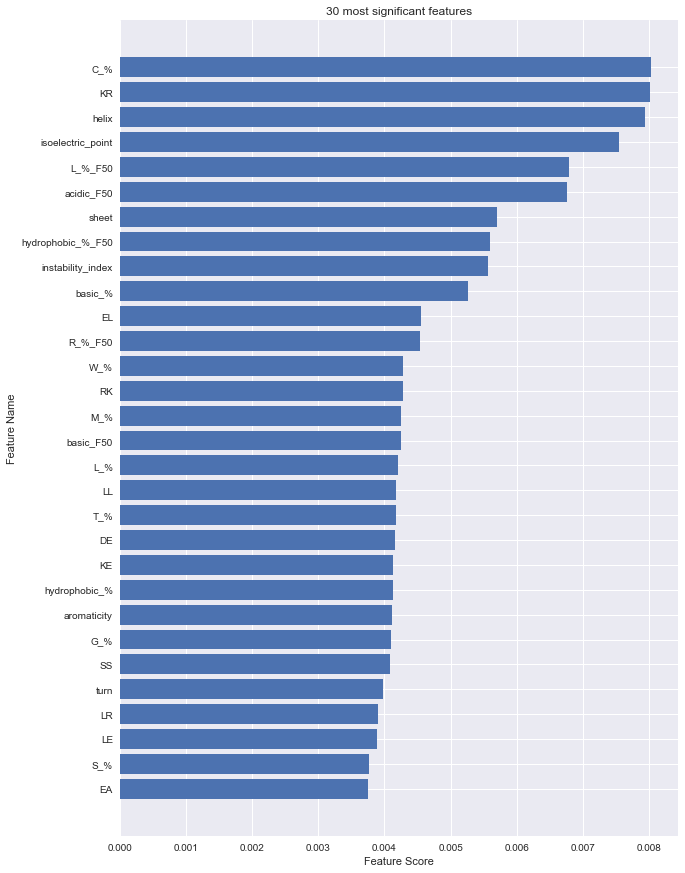 30 most significant features
C_%
KR
helix
isoelectric_point
L_%_F50
acidic_F50
sheet
hydrophobic_%_F50
instability_index
basic_%
EL
R_%_F50
W_%
RK
M_%
basic_F50
L_%
LL
T_%
DE
KE
hydrophobic_%
aromaticity
G_%
SS
turn
LR
LE
S_%
EA
Feature Name
0.000 0.001 0.002 0.003 0.004 0.005 0.006 0.007 0.008
Feature Score